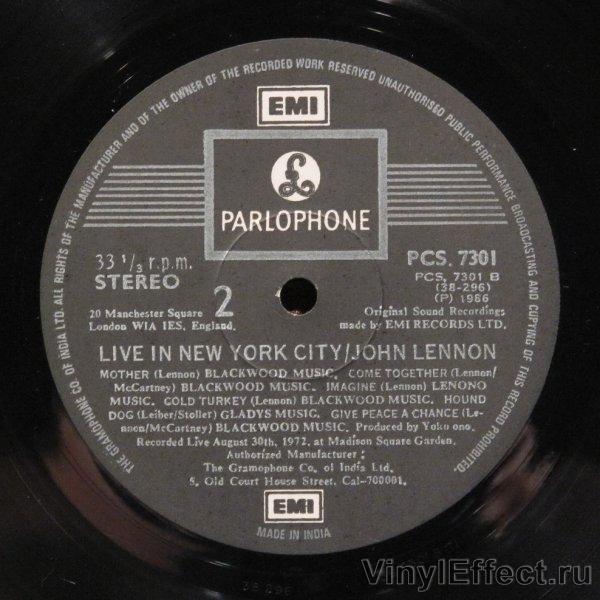 THE GRAMOPHONE CO. OF INDIA LTD. ALL RIGHTS OF THE MANUFACTURER AND OF THE OWNER OF THE RECORDED WORK RESERVED UNAUTHORISED PUBLIC PERFORMANCE BROADCASTING AND COPYING OF THIS RECORD PROHIBITED.
EMI
PARLOPHONE
33 1/3 r.p.m.
STEREO
2
PCS. 7301
PCS. 7301 B
(38-296)
(P) 1986
20 Manchester Square
London WIA IES, England.
Original Sound Recordings
made by EMI RECORDS LTD.
LIVE IN NEW YORK CITY/JOHN LENNON
MOTHER (Lennon) BLACKWOOD MUSIC. COME TOGETHER (Lennon/
McCartney) BLACKWOOD MUSIC. IMAGINE (Lennon) LENONO
MUSIC. COLD TURKEY (Lennon) BLACKWOOD MUSIC. HOUND
DOG (Leiber/Stoller) GLADYS MUSIC. GIVE PEACE A CHANCE (Le-
nnon/McCartney) BLACKWOOD MUSIC. Produced by Yoko ono.
Recorded Live August 30th, 1972, at Madison Square Garden.
Authorized Manufacturer :
The Gramophone Co. of India Ltd.
5, Old Court House Street, Cal-700001.
EMI
MADE IN INDIA
VinylEffect.ru